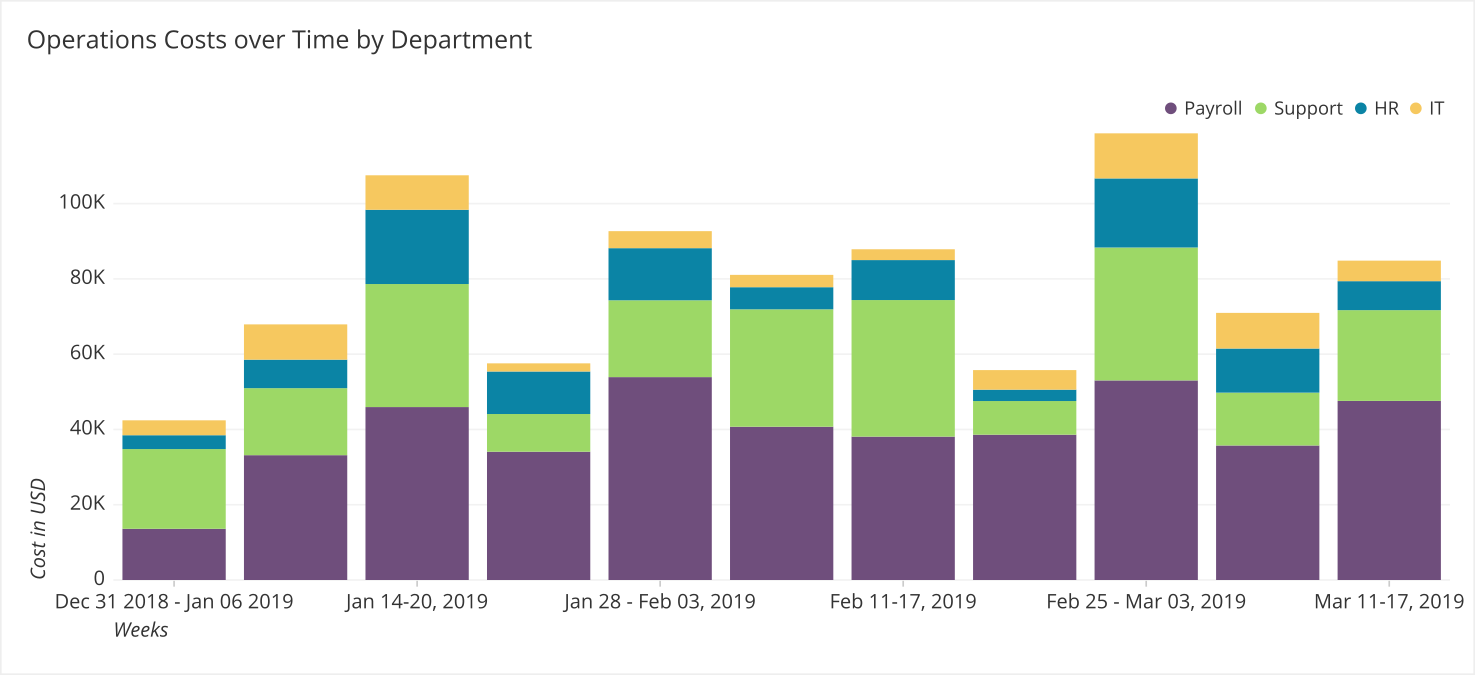 Operations Costs over Time by Department
Payroll Support HR IT
100K
80K
60K
40K
20K
0
Cost in USD
Dec 31 2018 - Jan 06 2019 Jan 14-20, 2019 Jan 28 - Feb 03, 2019 Feb 11-17, 2019 Feb 25 - Mar 03, 2019 Mar 11-17, 2019
Weeks